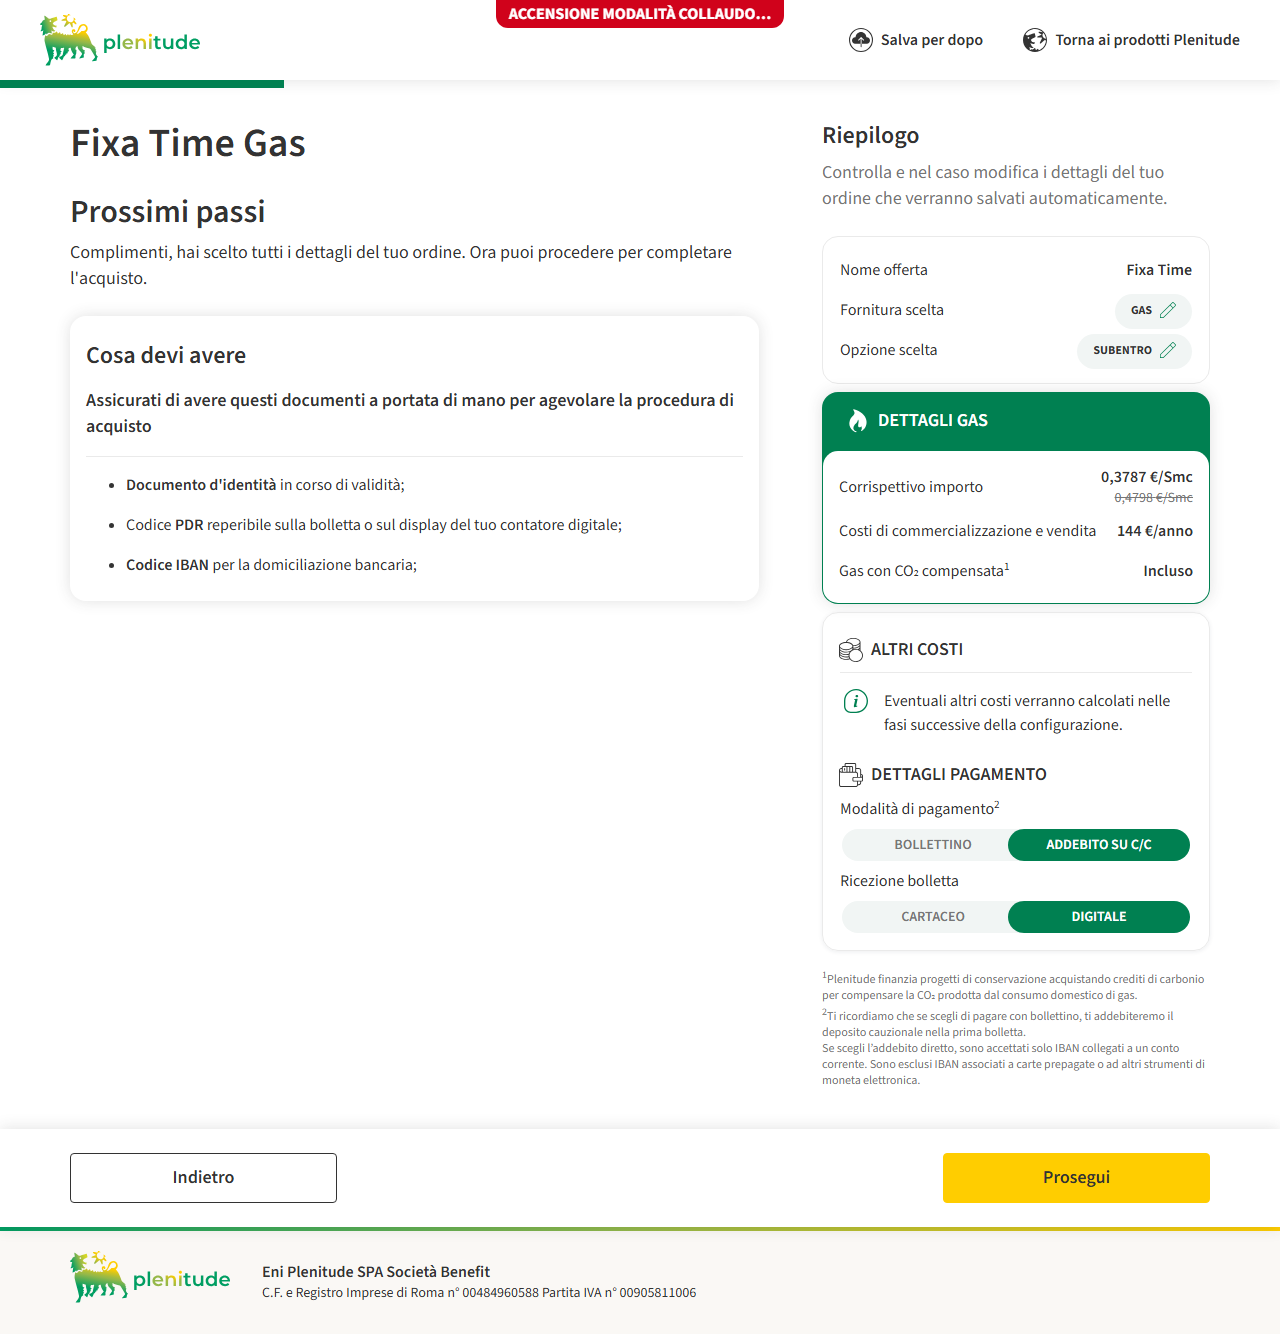 ACCENSIONE MODALITÀ COLLAUDO...
plenitude
Salva per dopo
Torna ai prodotti Plenitude
Fixa Time Gas
Prossimi passi
Complimenti, hai scelto tutti i dettagli del tuo ordine. Ora puoi procedere per completare
l'acquisto.
Cosa devi avere
Assicurati di avere questi documenti a portata di mano per agevolare la procedura di
acquisto
Documento d'identità in corso di validità;
Codice PDR reperibile sulla bolletta o sul display del tuo contatore digitale;
Codice IBAN per la domiciliazione bancaria;
Riepilogo
Controlla e nel caso modifica i dettagli del tuo
ordine che verranno salvati automaticamente.
Nome offerta Fixa Time
Fornitura scelta GAS
Opzione scelta SUBENTRO
DETTAGLI GAS
Corrispettivo importo 0,3787 €/Smc
0,4798 €/Smc
Costi di commercializzazione e vendita 144 €/anno
Gas con CO₂ compensata¹ Incluso
ALTRI COSTI
i Eventuali altri costi verranno calcolati nelle
fasi successive della configurazione.
DETTAGLI PAGAMENTO
Modalità di pagamento²
BOLLETTINO ADDEBITO SU C/C
Ricezione bolletta
CARTACEO DIGITALE
¹Plenitude finanzia progetti di conservazione acquistando crediti di carbonio
per compensare la CO₂ prodotta dal consumo domestico di gas.
²Ti ricordiamo che se scegli di pagare con bollettino, ti addebiteremo il
deposito cauzionale nella prima bolletta.
Se scegli l’addebito diretto, sono accettati solo IBAN collegati a un conto
corrente. Sono esclusi IBAN associati a carte prepagate o ad altri strumenti di
moneta elettronica.
Indietro
Prosegui
plenitude
Eni Plenitude SPA Società Benefit
C.F. e Registro Imprese di Roma n° 00484960588 Partita IVA n° 00905811006